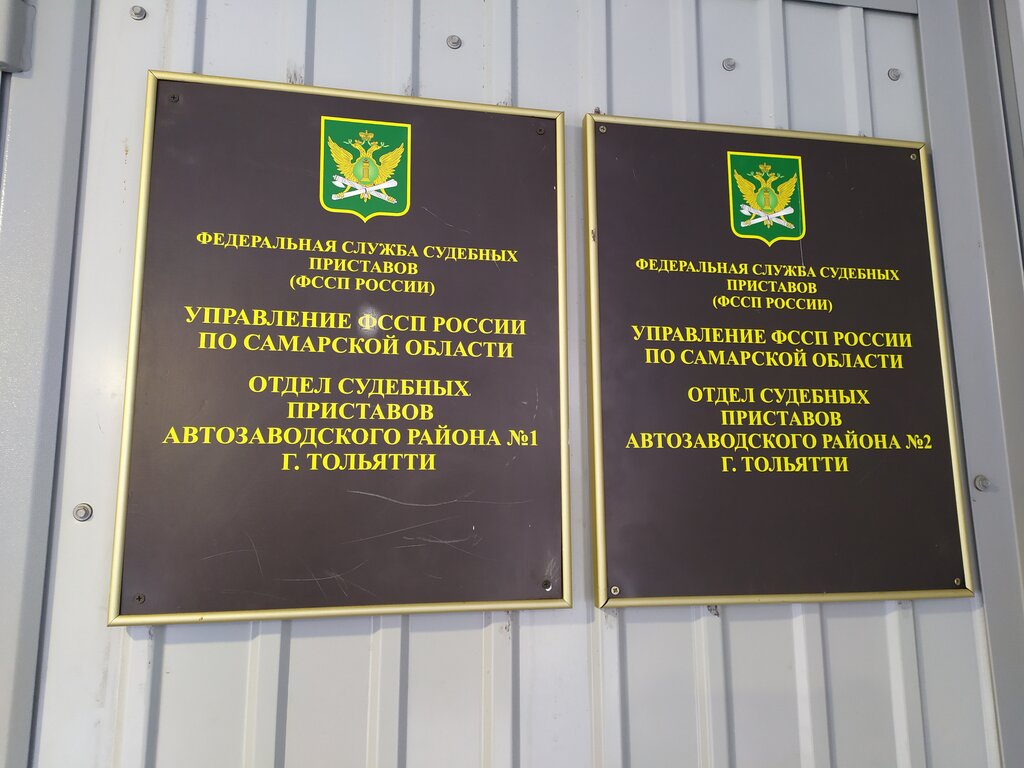 ФЕДЕРАЛЬНАЯ СЛУЖБА СУДЕБНЫХ
ПРИСТАВОВ
(ФССП РОССИИ)
УПРАВЛЕНИЕ ФССП РОССИИ
ПО САМАРСКОЙ ОБЛАСТИ
ОТДЕЛ СУДЕБНЫХ
ПРИСТАВОВ
АВТОЗАВОДСКОГО РАЙОНА №1
Г. ТОЛЬЯТТИ
ФЕДЕРАЛЬНАЯ СЛУЖБА СУДЕБНЫХ
ПРИСТАВОВ
(ФССП РОССИИ)
УПРАВЛЕНИЕ ФССП РОССИИ
ПО САМАРСКОЙ ОБЛАСТИ
ОТДЕЛ СУДЕБНЫХ
ПРИСТАВОВ
АВТОЗАВОДСКОГО РАЙОНА №2
Г. ТОЛЬЯТТИ